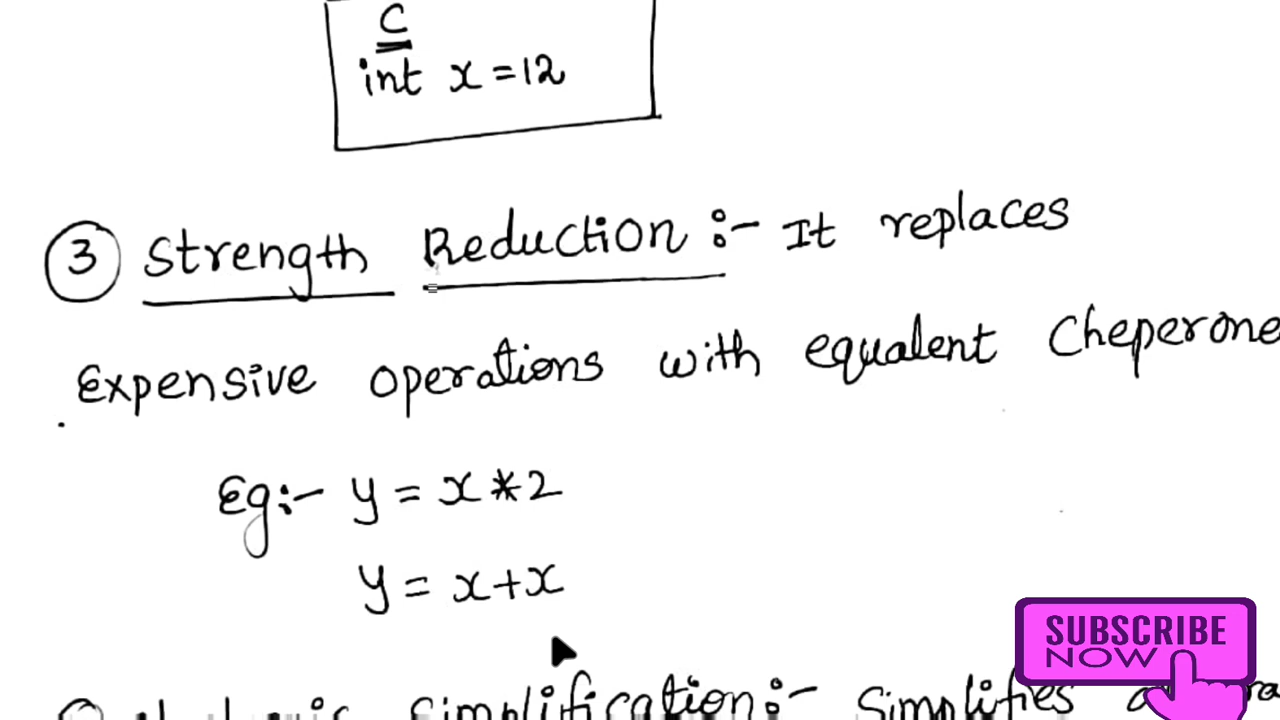 C
int x = 12
3 Strength Reduction :- It replaces
Expensive operations with equalent Cheperone
Eg:- y = x * 2
y = x + x
Simplification :- Simplifies
SUBSCRIBE
NOW